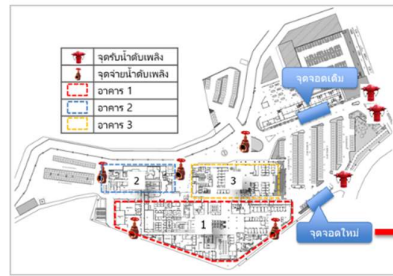 จุดรับน้ำดับเพลิง
จุดจ่ายน้ำดับเพลิง
อาคาร 1
อาคาร 2
อาคาร 3
จุดจอดเดิม
2
3
1
จุดจอดใหม่